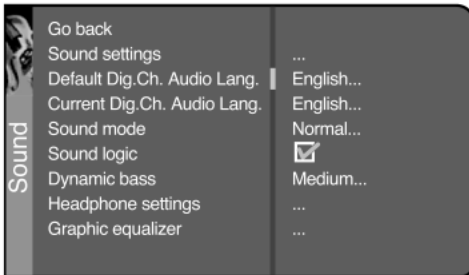 Sound
Go back
Sound settings ...
Default Dig.Ch. Audio Lang. English...
Current Dig.Ch. Audio Lang. English...
Sound mode Normal...
Sound logic
Dynamic bass Medium...
Headphone settings ...
Graphic equalizer ...